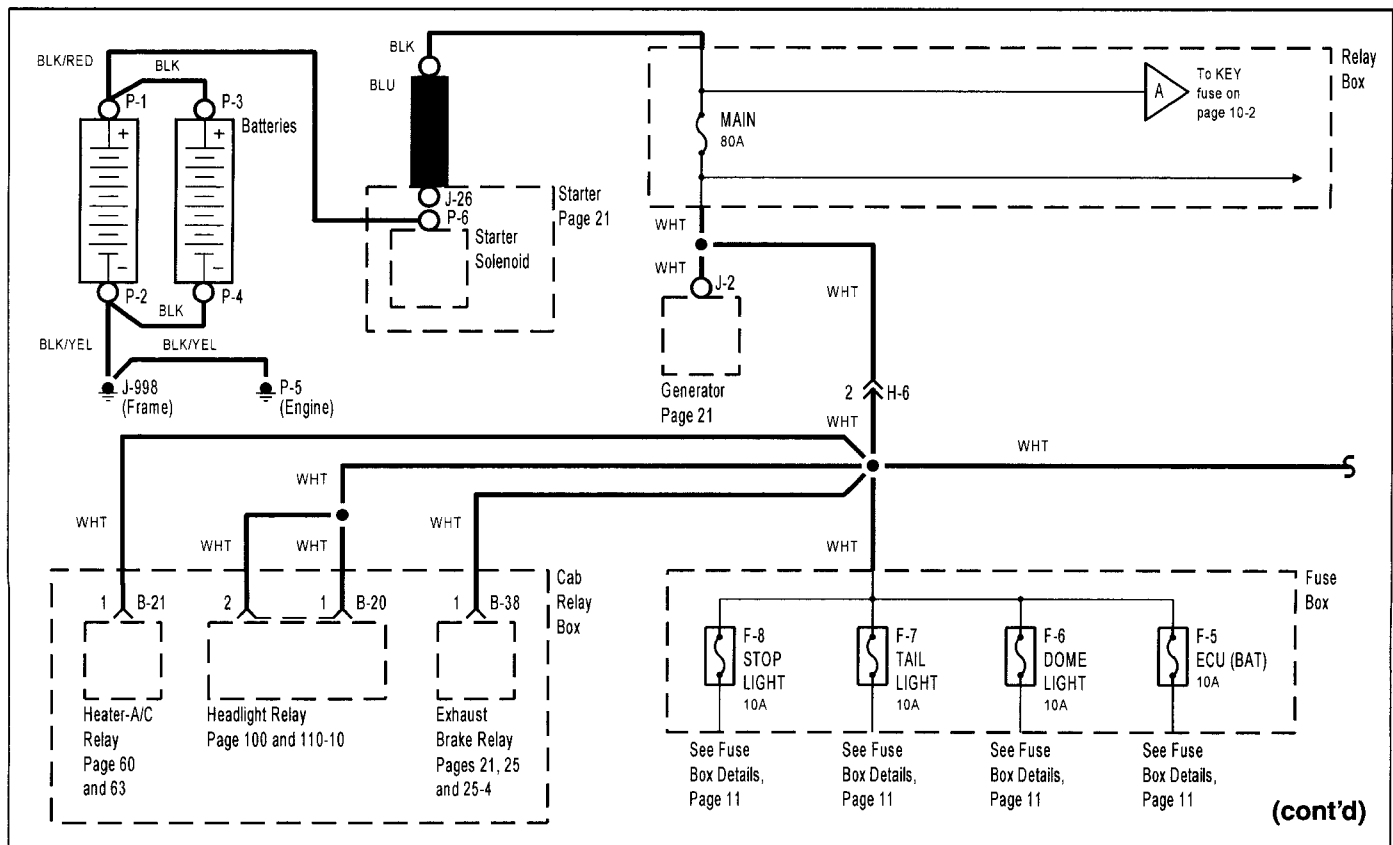 BLK/RED
BLK
P-1
P-3
Batteries
+
+
−
−
P-2
P-4
BLK
BLK/YEL
BLK/YEL
J-998
(Frame)
P-5
(Engine)
BLK
BLU
J-26
P-6
Starter
Page 21
Starter
Solenoid
Relay
Box
A
To KEY
fuse on
page 10-2
MAIN
80A
WHT
WHT
J-2
WHT
Generator
Page 21
2
H-6
WHT
WHT
WHT
WHT
WHT
WHT
WHT
WHT
Cab
Relay
Box
1
B-21
2
1
B-20
1
B-38
Heater-A/C
Relay
Page 60
and 63
Headlight Relay
Page 100 and 110-10
Exhaust
Brake Relay
Pages 21, 25
and 25-4
Fuse
Box
F-8
STOP
LIGHT
10A
F-7
TAIL
LIGHT
10A
F-6
DOME
LIGHT
10A
F-5
ECU (BAT)
10A
See Fuse
Box Details,
Page 11
See Fuse
Box Details,
Page 11
See Fuse
Box Details,
Page 11
See Fuse
Box Details,
Page 11
(cont'd)